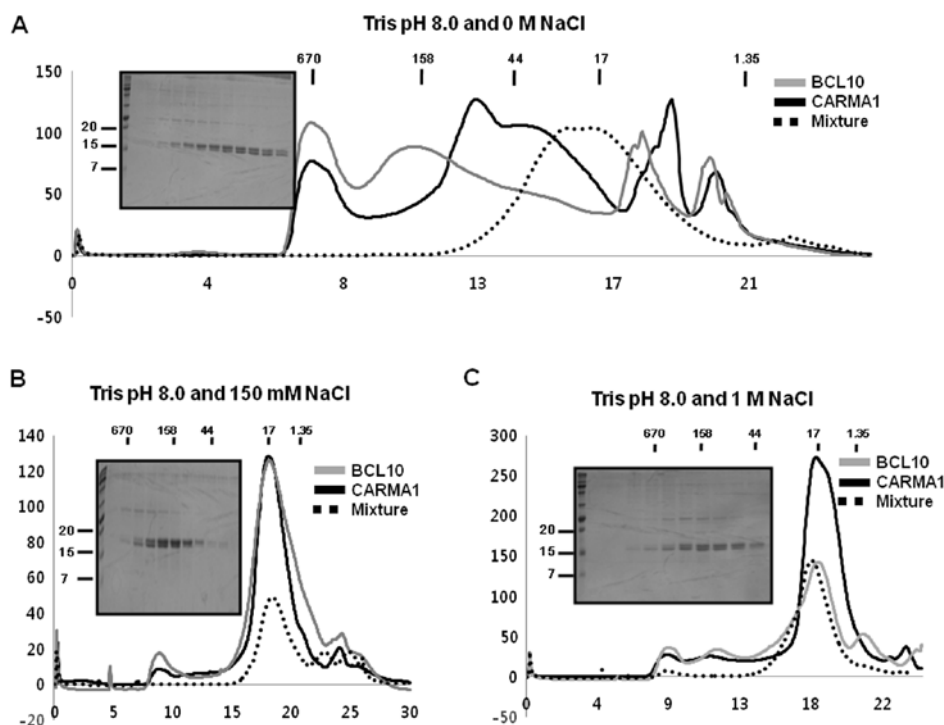 A
Tris pH 8.0 and 0 M NaCl
670 158 44 17 1.35
150
100
50
0
-50
20
15
7
BCL10
CARMA1
Mixture
0 4 8 13 17 21
B
Tris pH 8.0 and 150 mM NaCl
670 158 44 17 1.35
140
120
100
80
60
40
20
0
-20
20
15
7
BCL10
CARMA1
Mixture
0 5 10 15 20 25 30
C
Tris pH 8.0 and 1 M NaCl
670 158 44 17 1.35
300
250
200
150
100
50
0
-50
20
15
7
BCL10
CARMA1
Mixture
0 4 9 13 18 22